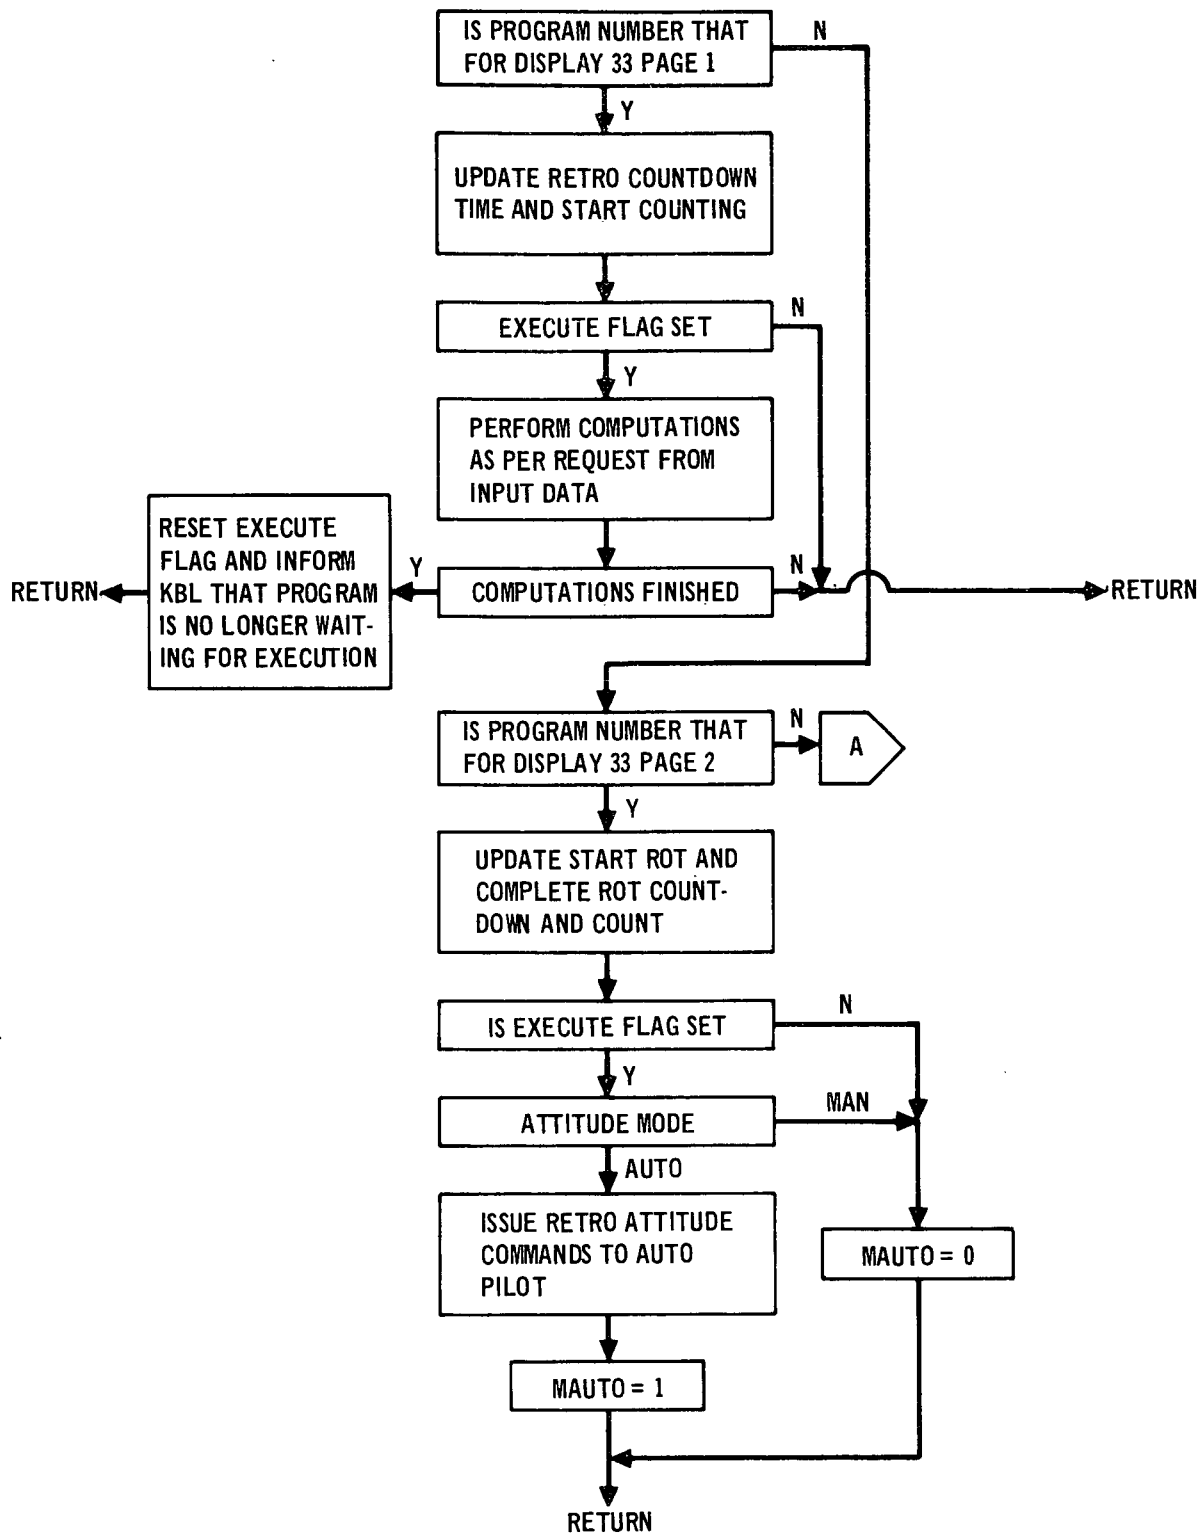 IS PROGRAM NUMBER THAT
FOR DISPLAY 33 PAGE 1
N
Y
UPDATE RETRO COUNTDOWN
TIME AND START COUNTING
EXECUTE FLAG SET
N
Y
PERFORM COMPUTATIONS
AS PER REQUEST FROM
INPUT DATA
RESET EXECUTE
FLAG AND INFORM
KBL THAT PROGRAM
IS NO LONGER WAIT-
ING FOR EXECUTION
RETURN
Y
COMPUTATIONS FINISHED
N
RETURN
IS PROGRAM NUMBER THAT
FOR DISPLAY 33 PAGE 2
N
A
Y
UPDATE START ROT AND
COMPLETE ROT COUNT-
DOWN AND COUNT
IS EXECUTE FLAG SET
N
Y
ATTITUDE MODE
MAN
AUTO
ISSUE RETRO ATTITUDE
COMMANDS TO AUTO
PILOT
MAUTO = 0
MAUTO = 1
RETURN